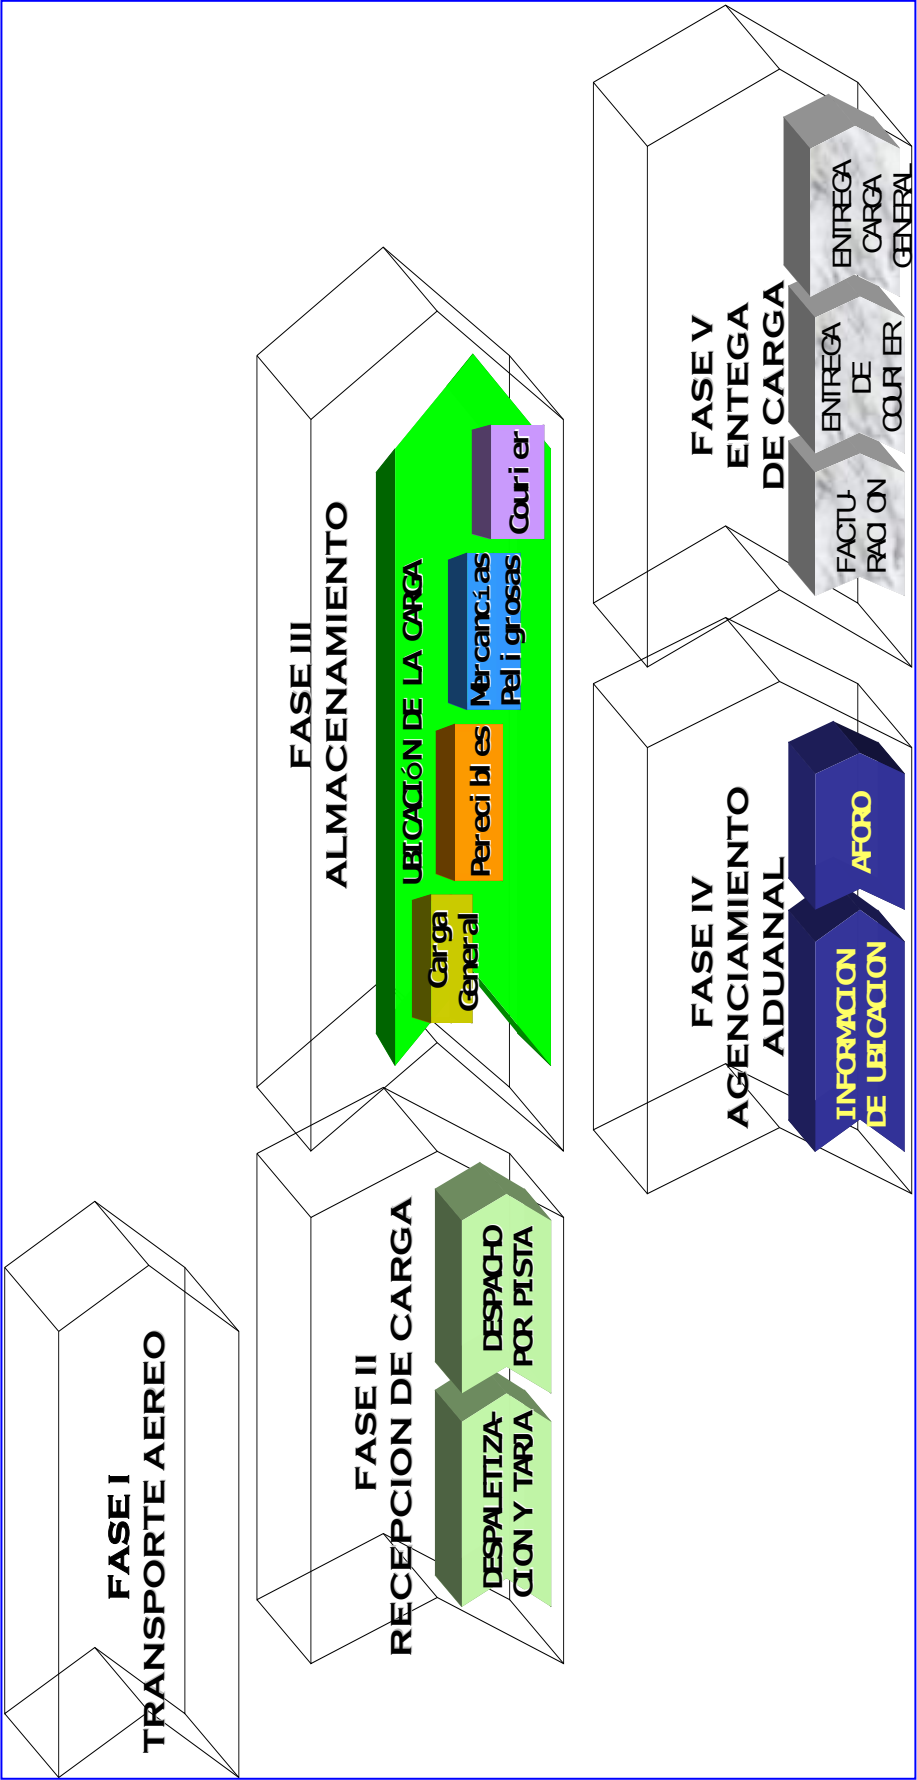 FASE I
TRANSPORTE AEREO
FASE II
RECEPCION DE CARGA
DESPALETIZA-
CION Y TARJA
DESPACHO
POR PISTA
FASE III
ALMACENAMIENTO
UBICACIÓN DE LA CARGA
Carga
General
Perecibles
Mercancías
Peligrosas
Courier
FASE IV
AGENCIAMIENTO
ADUANAL
INFORMACION
DE UBICACION
AFORO
FASE V
ENTEGA
DE CARGA
FACTU-
RACION
ENTREGA
DE
COURIER
ENTREGA
CARGA
GENERAL